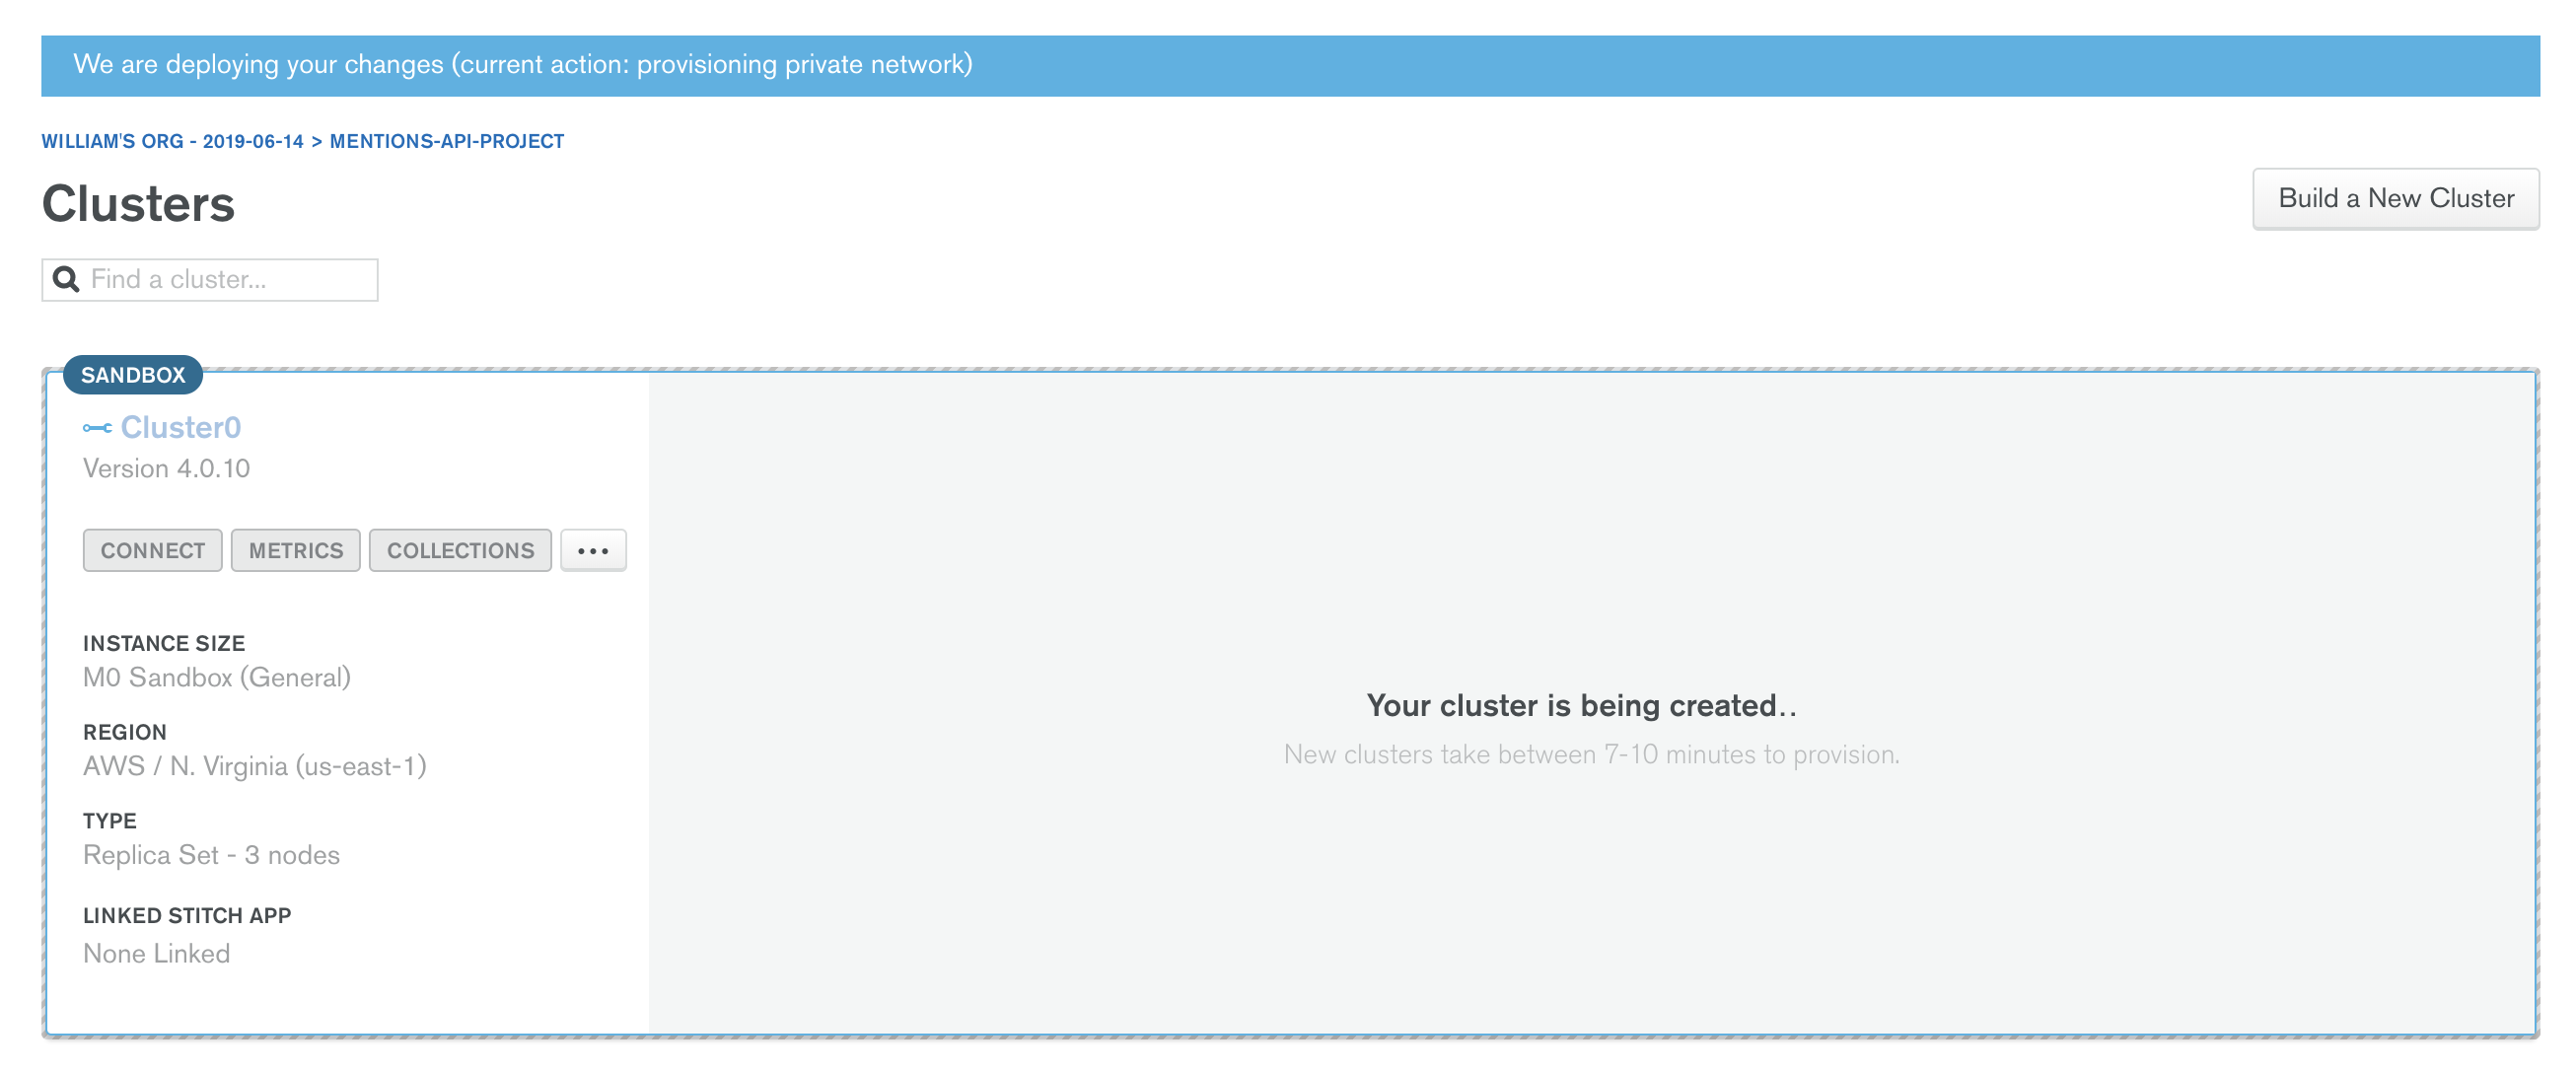 We are deploying your changes (current action: provisioning private network)
WILLIAM'S ORG - 2019-06-14 > MENTIONS-API-PROJECT
Clusters
Build a New Cluster
Find a cluster...
SANDBOX
Cluster0
Version 4.0.10
CONNECT METRICS COLLECTIONS •••
INSTANCE SIZE
M0 Sandbox (General)
REGION
AWS / N. Virginia (us-east-1)
TYPE
Replica Set - 3 nodes
LINKED STITCH APP
None Linked
Your cluster is being created..
New clusters take between 7-10 minutes to provision.